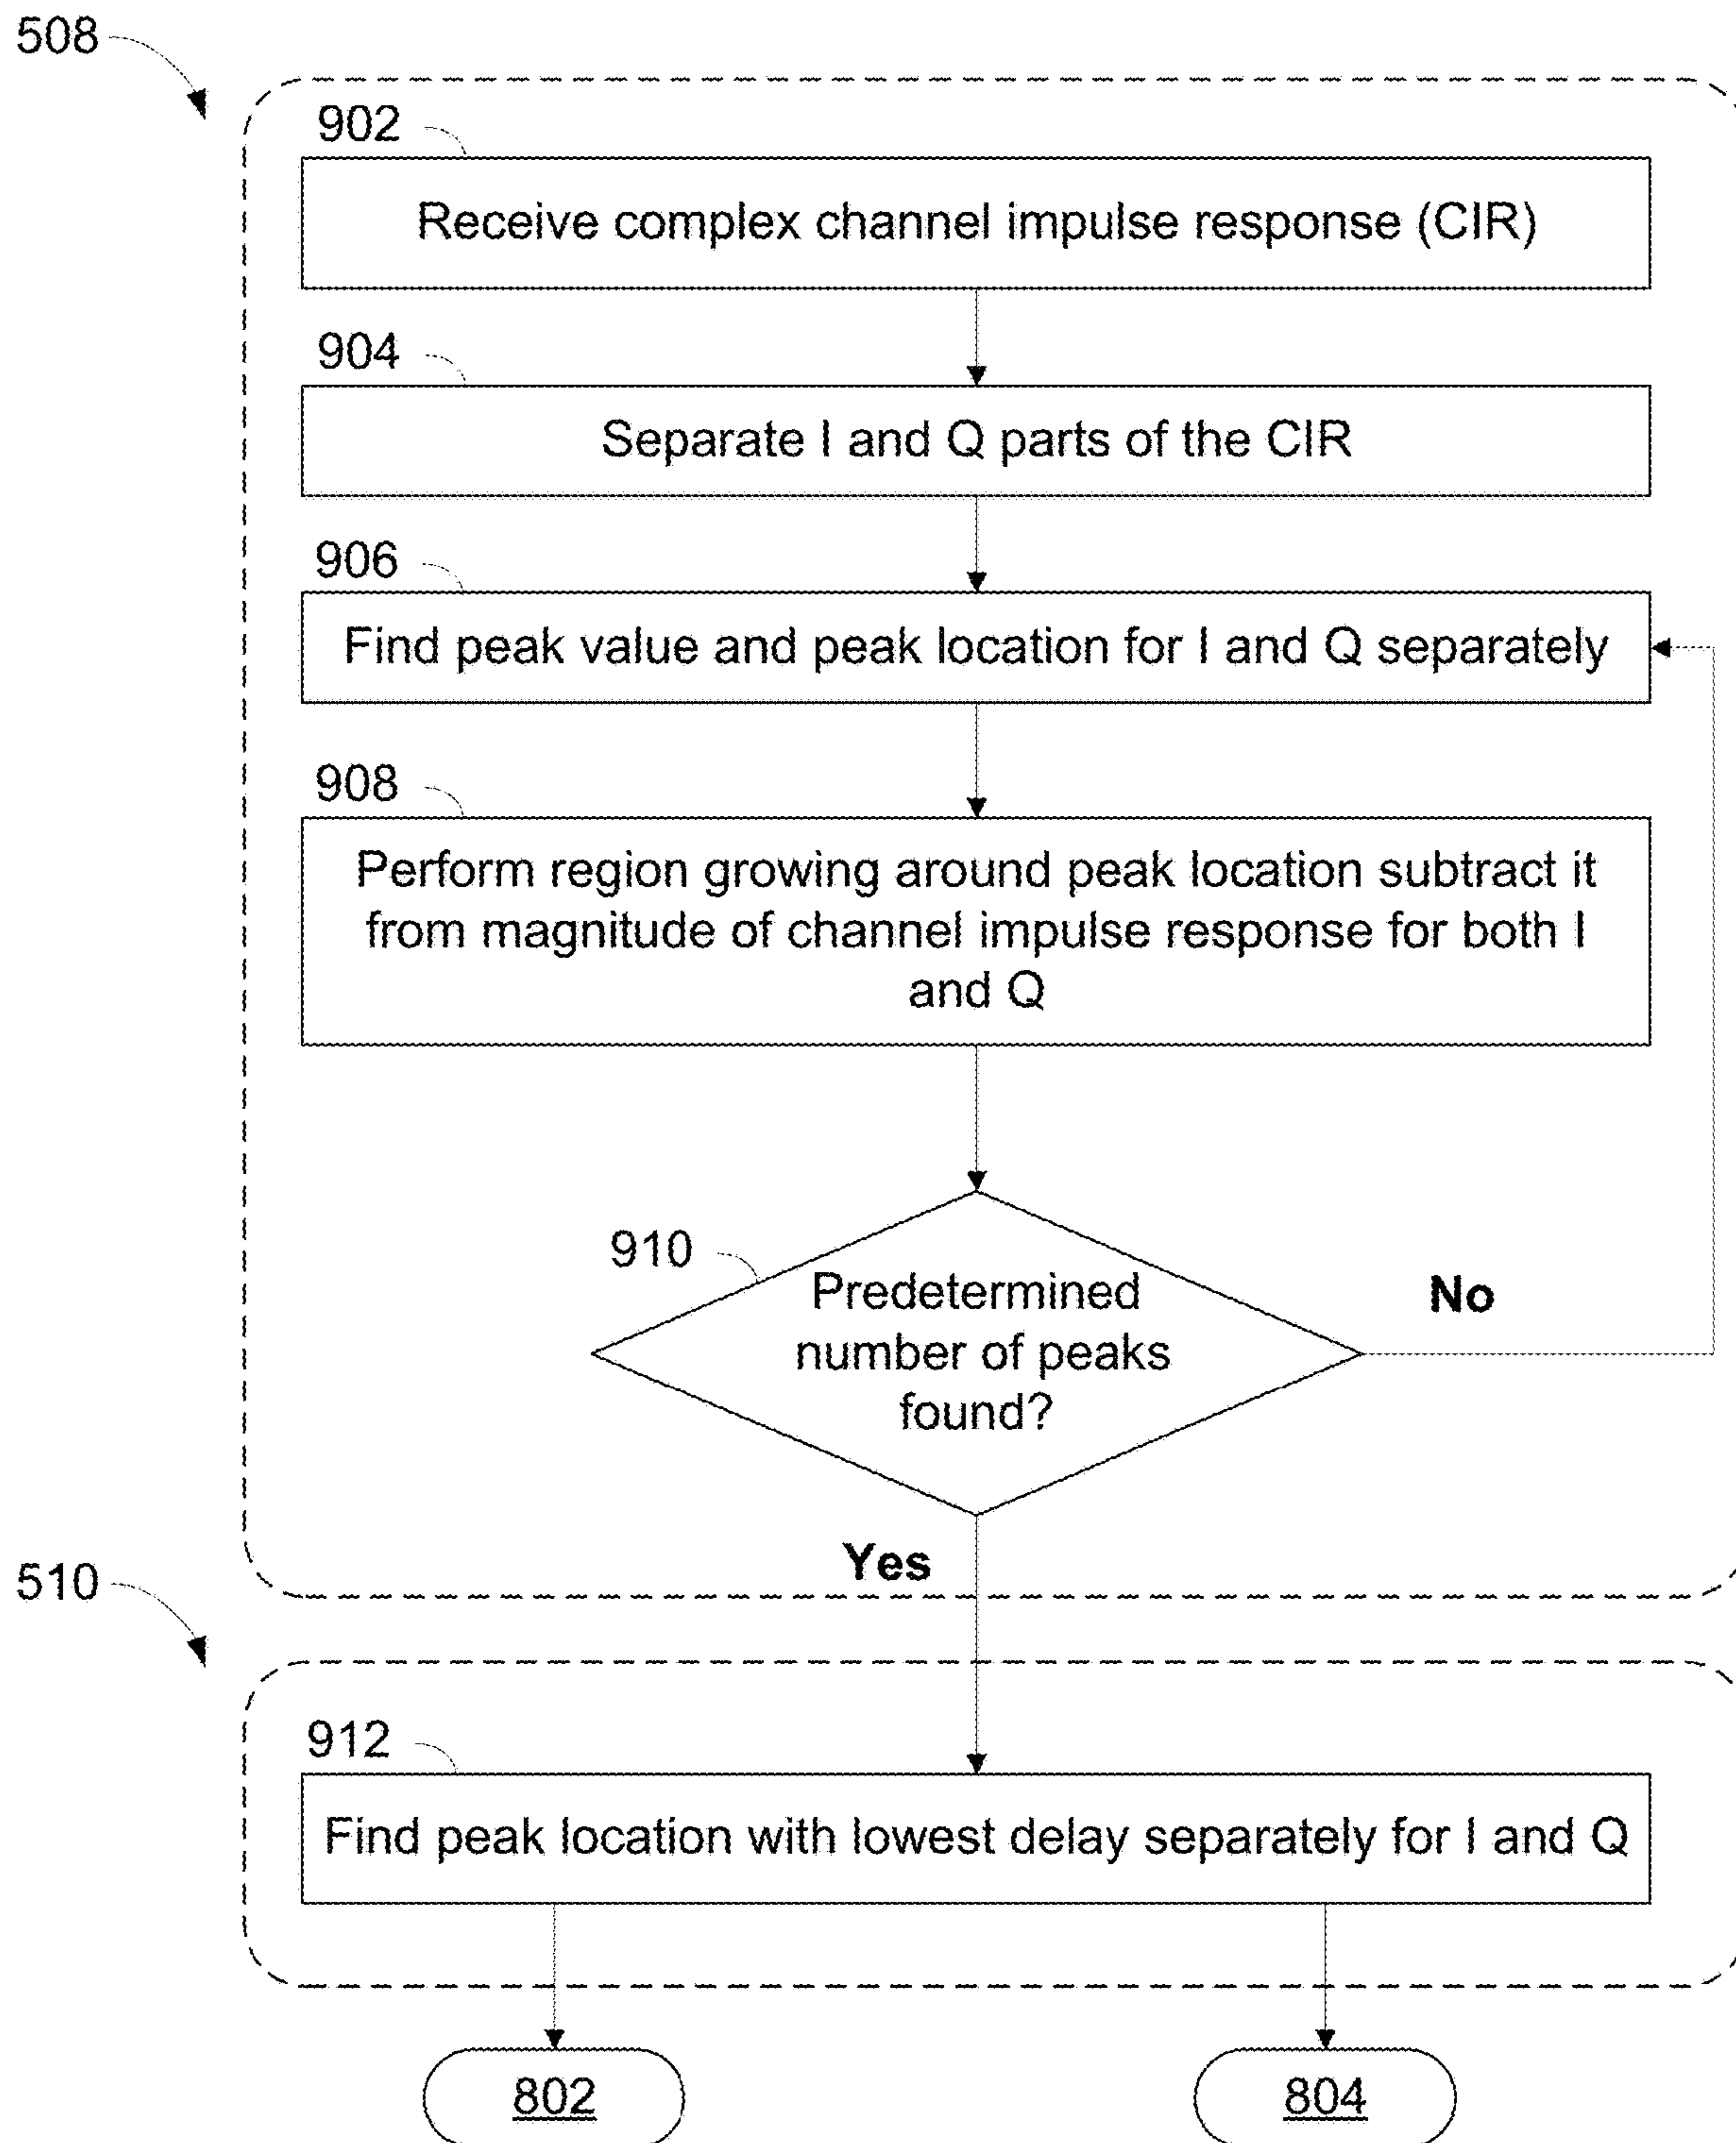 508
902
Receive complex channel impulse response (CIR)
904
Separate I and Q parts of the CIR
906
Find peak value and peak location for I and Q separately
908
Perform region growing around peak location subtract it
from magnitude of channel impulse response for both I
and Q
910
Predetermined
number of peaks
found?
No
Yes
510
912
Find peak location with lowest delay separately for I and Q
802
804